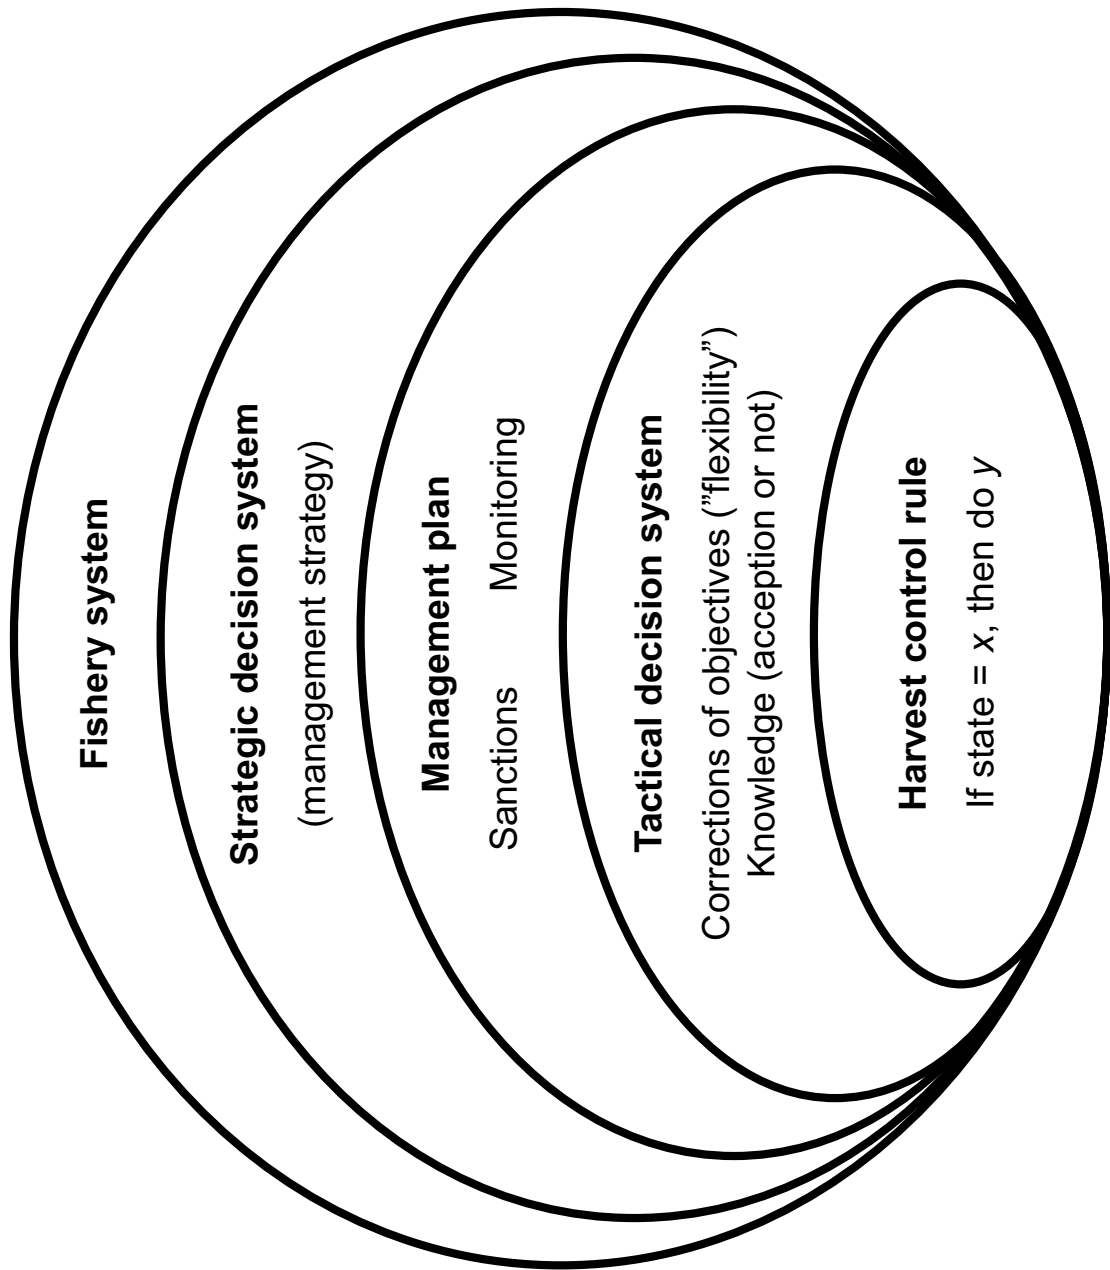 Fishery system
Strategic decision system
(management strategy)
Management plan
Sanctions Monitoring
Tactical decision system
Corrections of objectives (”flexibility”)
Knowledge (acception or not)
Harvest control rule
If state = x, then do y